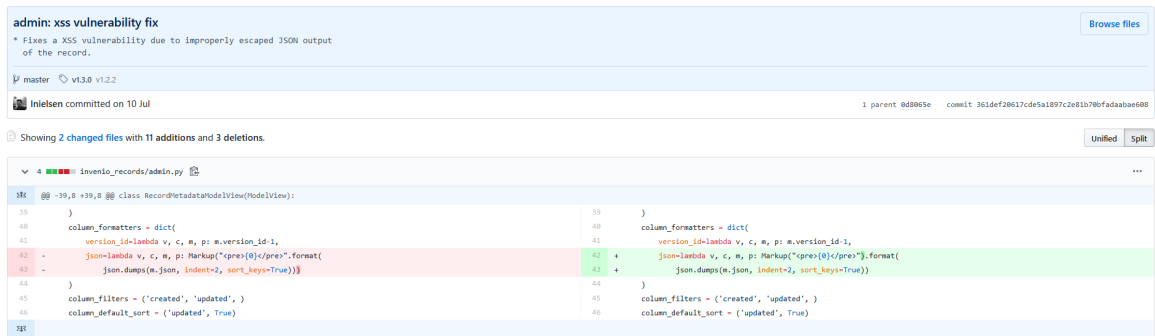 admin: xss vulnerability fix
Browse files
* Fixes a XSS vulnerability due to improperly escaped JSON output
of the record.
master v1.3.0 v1.2.2
lnielsen committed on 10 Jul
1 parent 0d8065e commit 361def20617cde5a1897c2e81b70bfadaabae608
Showing 2 changed files with 11 additions and 3 deletions.
Unified Split
4 invenio_records/admin.py
@@ -39,8 +39,8 @@ class RecordMetadataModelView(ModelView):
39 )
40 column_formatters = dict(
41 version_id=lambda v, c, m, p: m.version_id-1,
42 - json=lambda v, c, m, p: Markup("<pre>{0}</pre>".format(
43 - json.dumps(m.json, indent=2, sort_keys=True)))
44 )
45 column_filters = ('created', 'updated', )
46 column_default_sort = ('updated', True)
39 )
40 column_formatters = dict(
41 version_id=lambda v, c, m, p: m.version_id-1,
42 + json=lambda v, c, m, p: Markup("<pre>{0}</pre>").format(
43 + json.dumps(m.json, indent=2, sort_keys=True))
44 )
45 column_filters = ('created', 'updated', )
46 column_default_sort = ('updated', True)